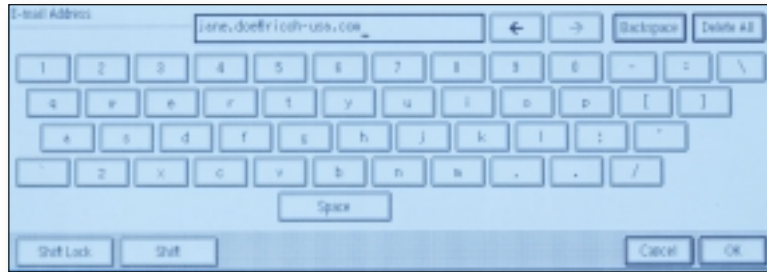 E-mail Address
jane.doe@ricoh-usa.com_
← → Backspace Delete All
1 2 3 4 5 6 7 8 9 0 - = \
q w e r t y u i o p [ ]
a s d f g h j k l ; '
` z x c v b n m , . /
Space
Shift Lock Shift Cancel OK